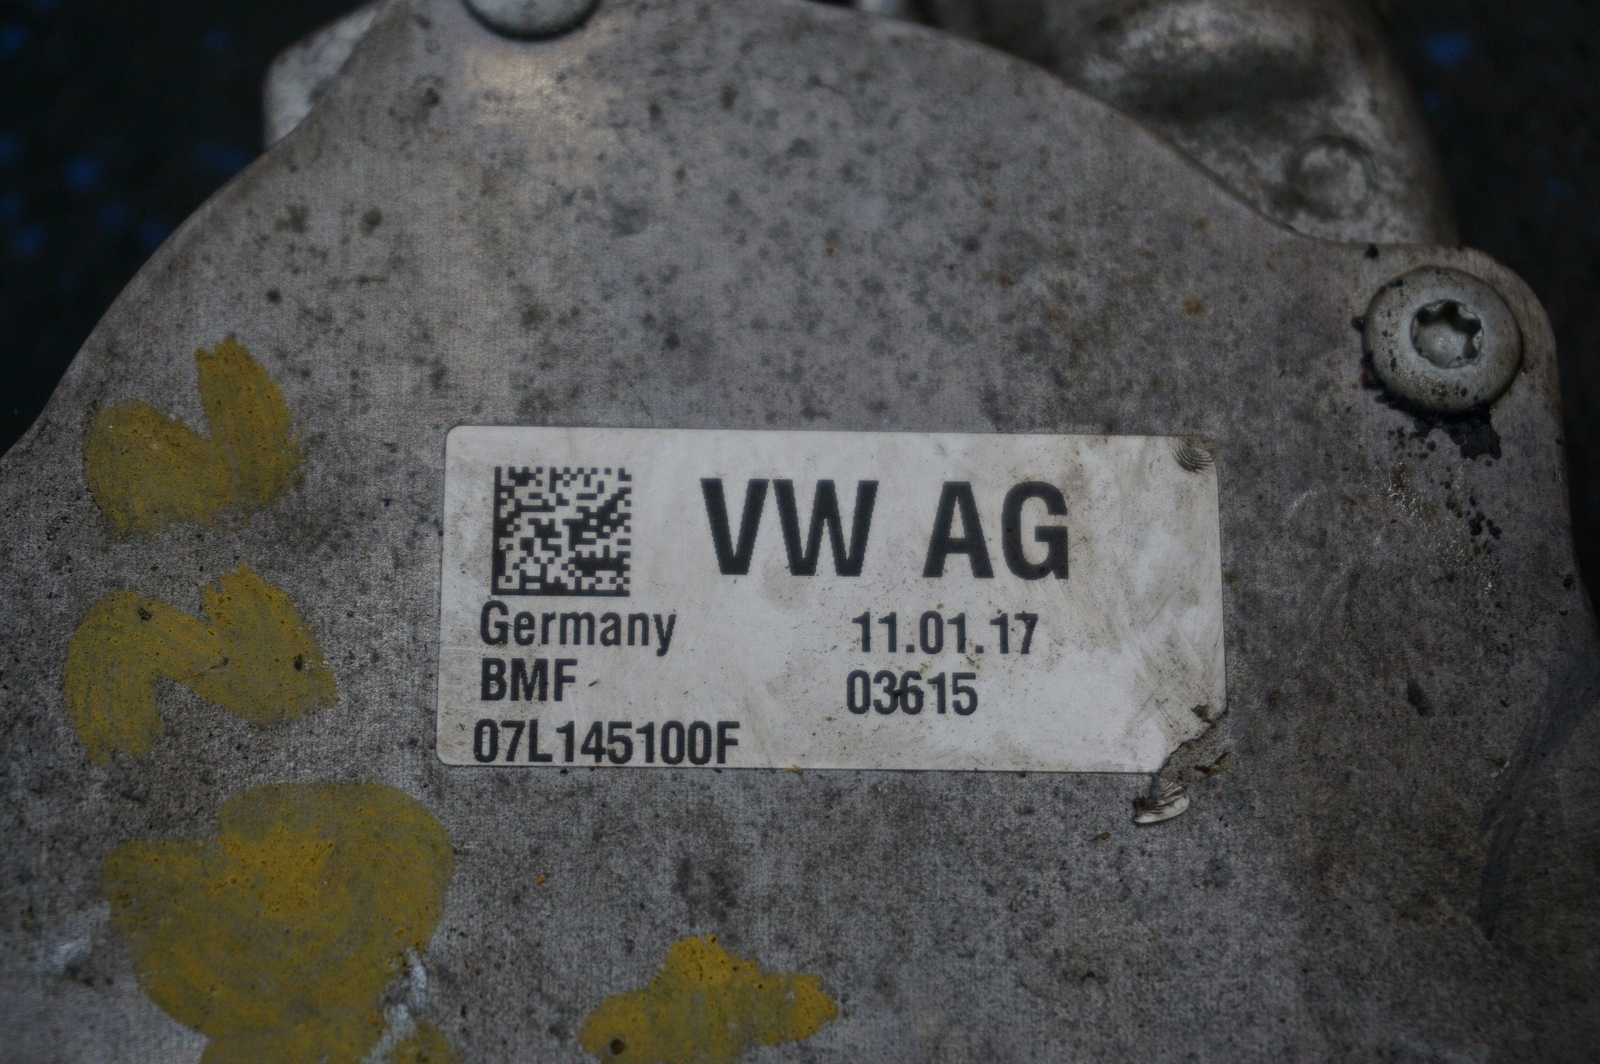 VW AG
Germany 11.01.17
BMF 03615
07L145100F